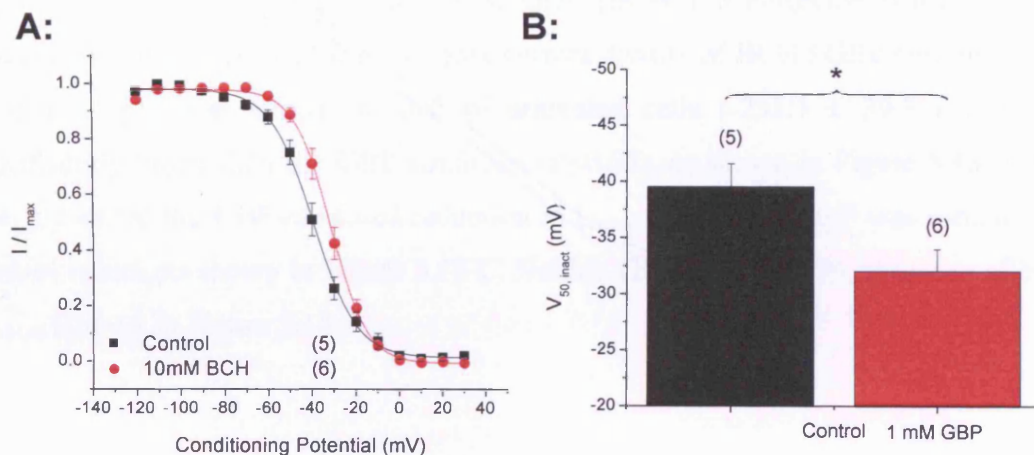 A:
1.0
0.8
0.6
0.4
0.2
0.0
I / Imax
Control (5)
10mM BCH (6)
-140 -120 -100 -80 -60 -40 -20 0 20 40
Conditioning Potential (mV)
B:
-50
-45
-40
-35
-30
-25
-20
V50, inact (mV)
*
(5)
(6)
Control 1 mM GBP